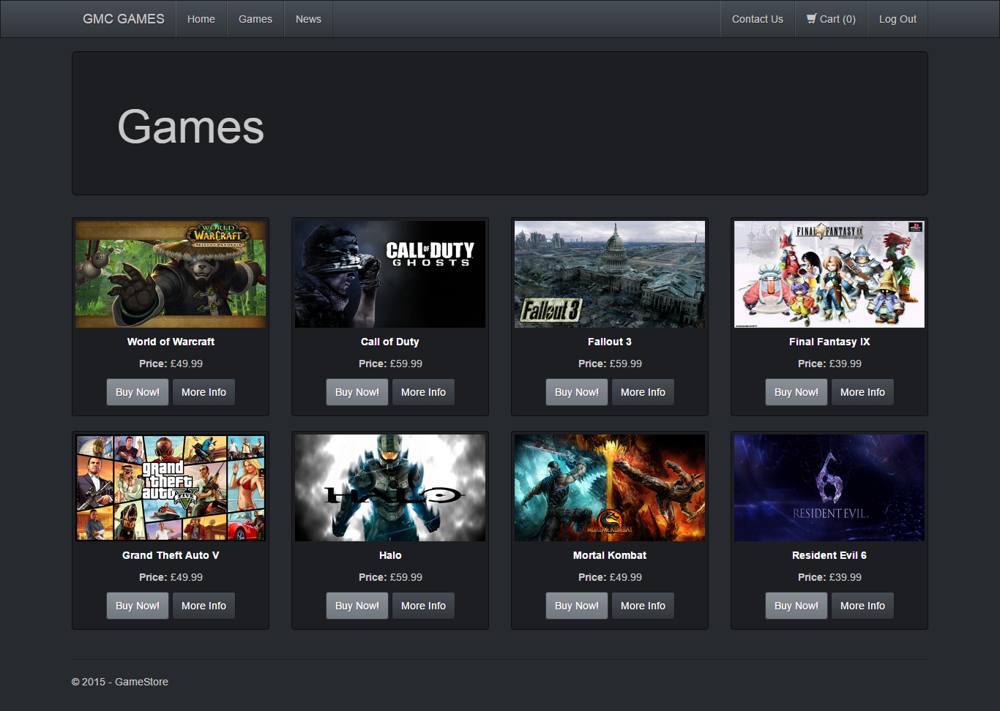 GMC GAMES Home Games News Contact Us Cart (0) Log Out
Games
WORLD
OF
WARCRAFT
MISTS OF PANDARIA
CALL OF DUTY
GHOSTS
Fallout 3
FINAL FANTASY IX
SQUARESOFT
World of Warcraft
Price: £49.99
Buy Now! More Info
Call of Duty
Price: £59.99
Buy Now! More Info
Fallout 3
Price: £59.99
Buy Now! More Info
Final Fantasy IX
Price: £39.99
Buy Now! More Info
grand
theft
auto
FIVE
HALO
MORTAL KOMBAT
6
RESIDENT EVIL
Grand Theft Auto V
Price: £49.99
Buy Now! More Info
Halo
Price: £59.99
Buy Now! More Info
Mortal Kombat
Price: £49.99
Buy Now! More Info
Resident Evil 6
Price: £39.99
Buy Now! More Info
© 2015 - GameStore